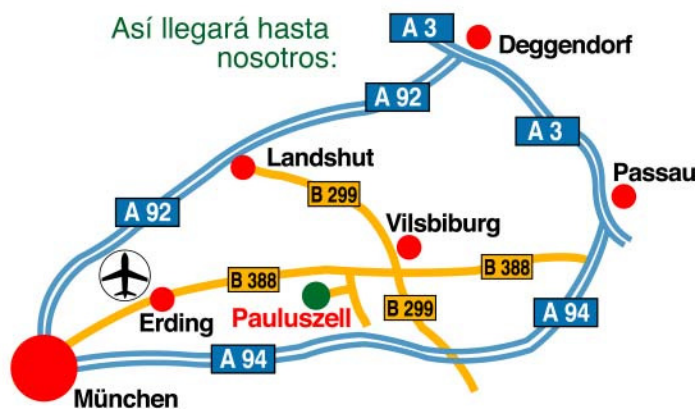 Así llegará hasta
nosotros:
A 3
Deggendorf
A 92
A 3
Landshut
Passau
B 299
A 92
Vilsbiburg
B 388
B 388
Erding
Pauluszell
B 299
A 94
A 94
München